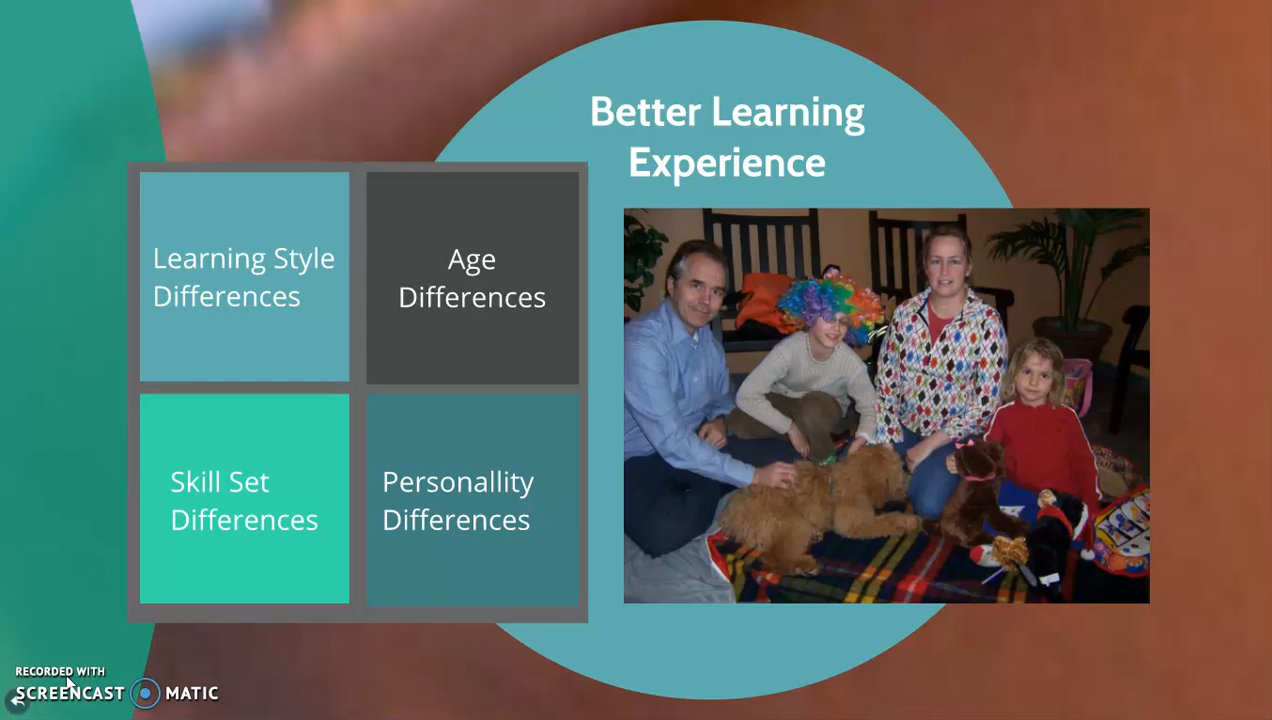 Better Learning
Experience
Learning Style
Differences
Age
Differences
Skill Set
Differences
Personallity
Differences
RECORDED WITH
SCREENCAST MATIC